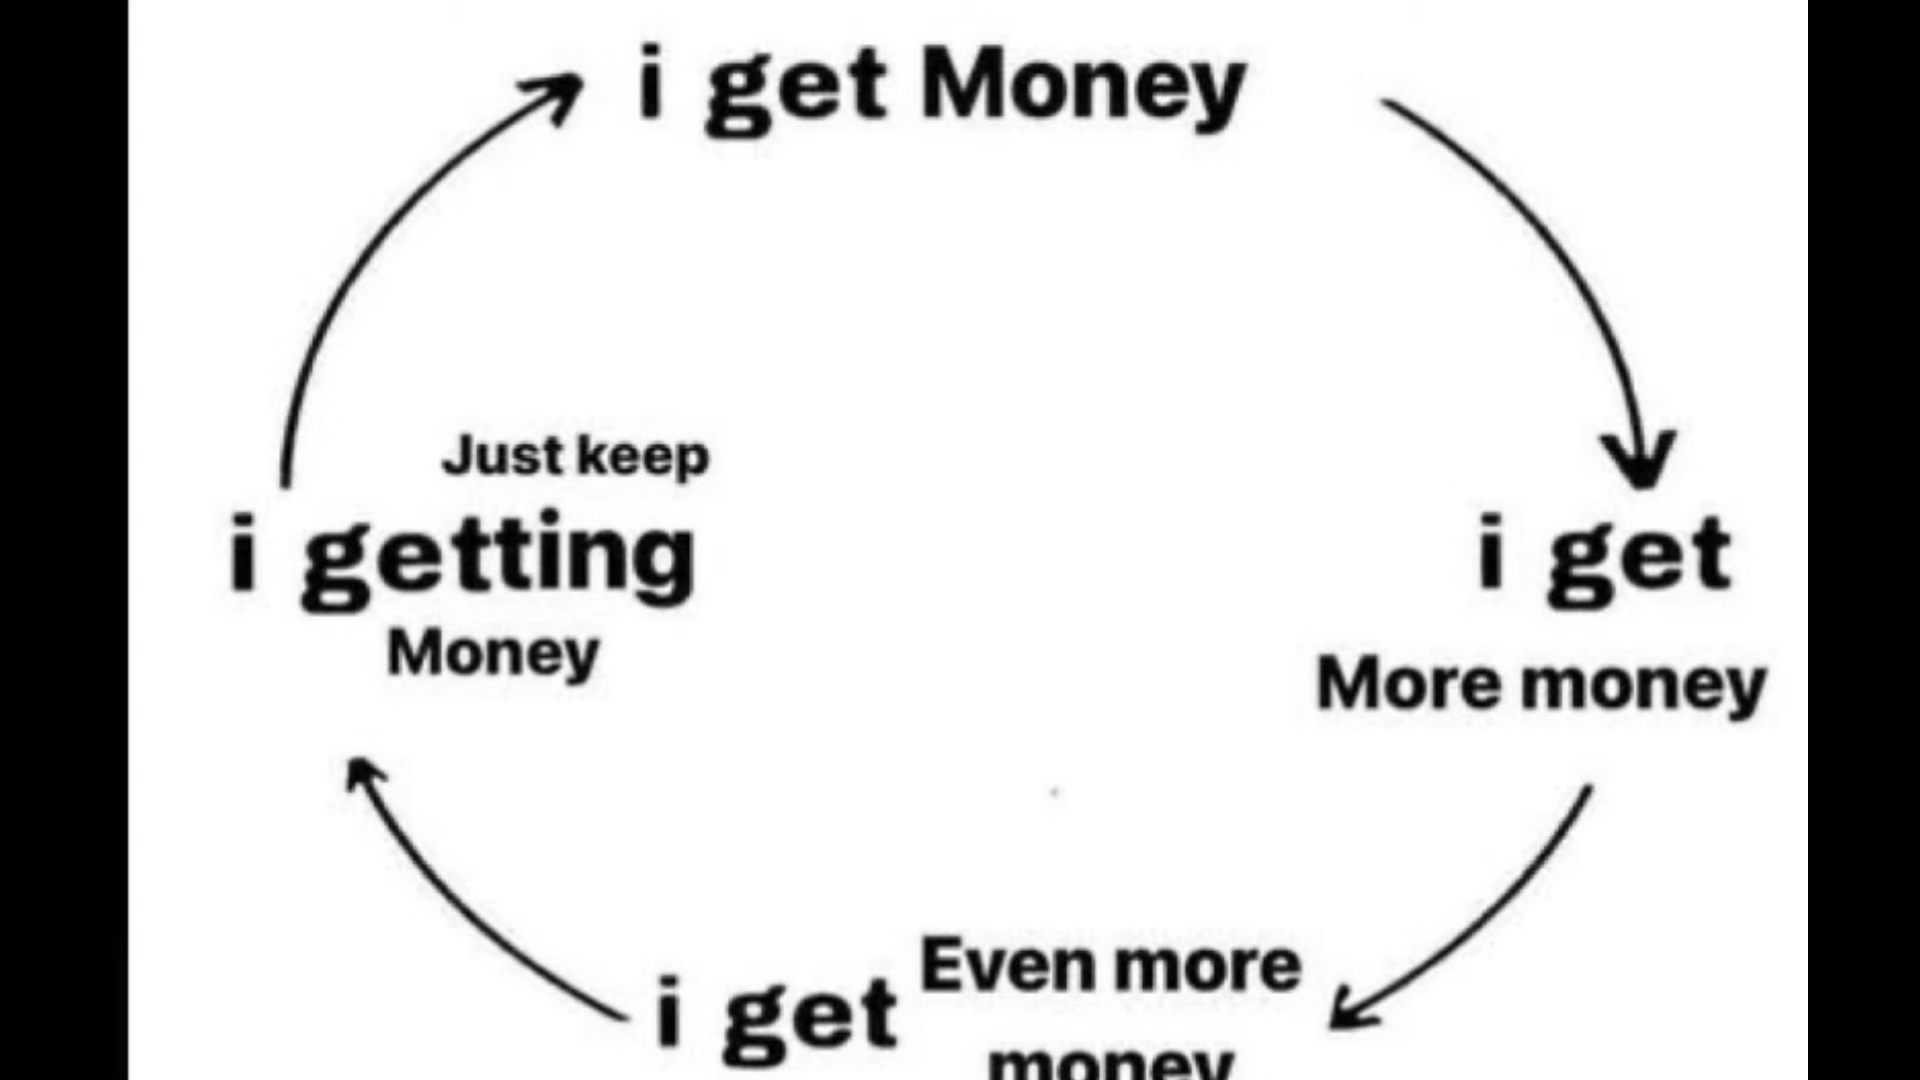 i get Money
Just keep
i getting
Money
i get
More money
i get Even more
money